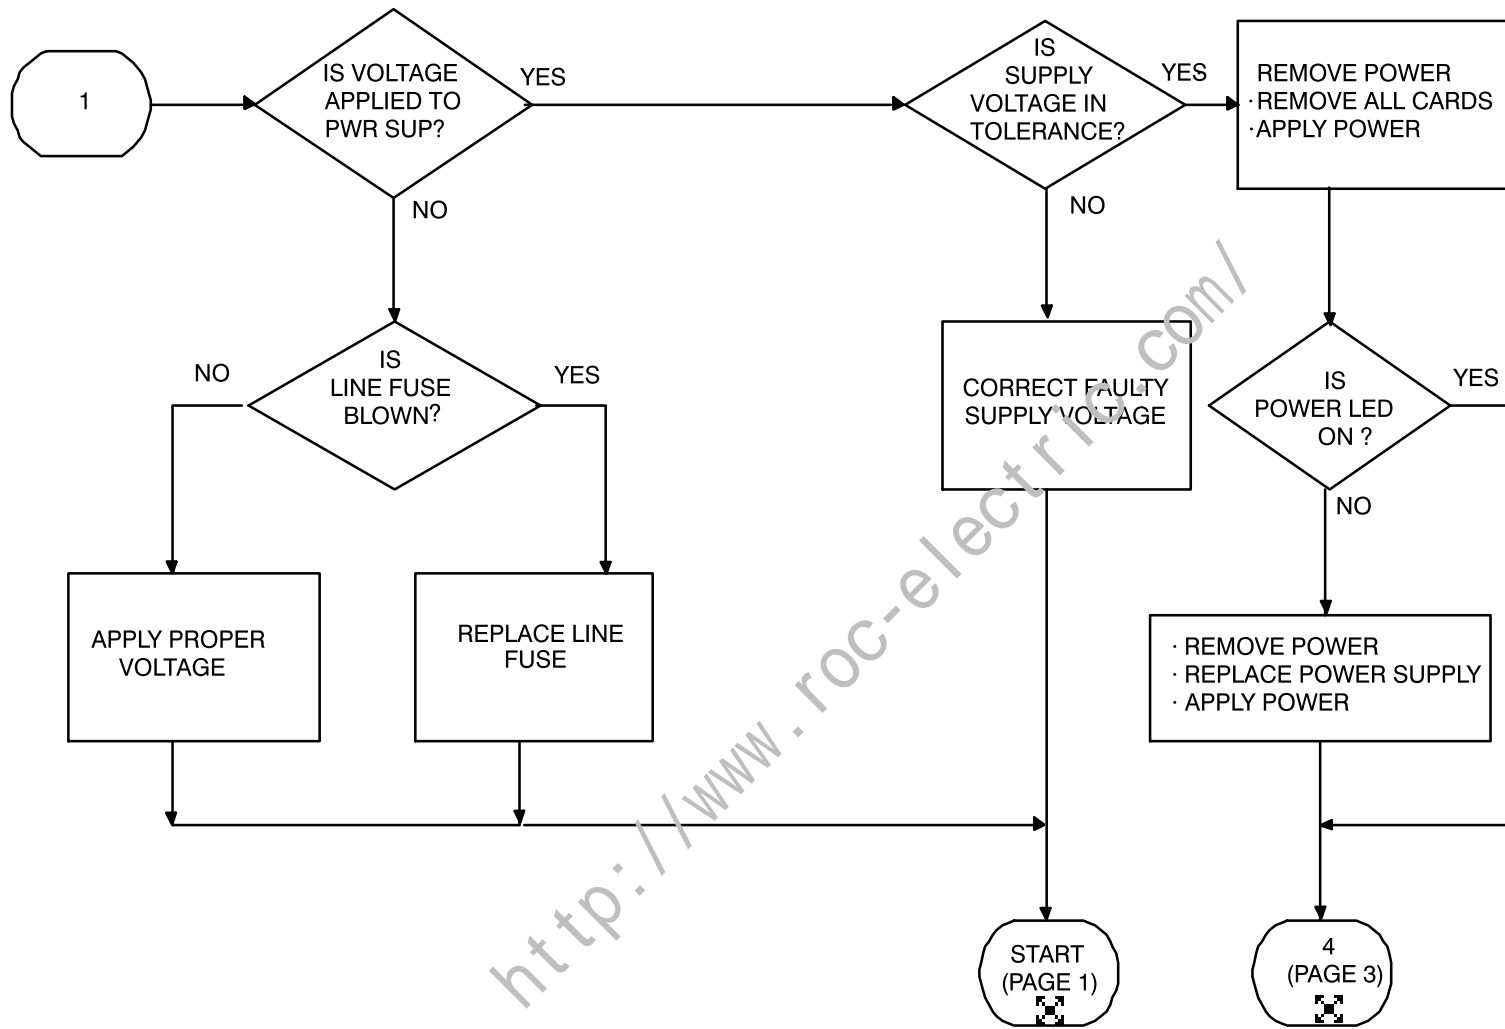 1
IS VOLTAGE
APPLIED TO
PWR SUP?
YES
NO
IS
SUPPLY
VOLTAGE IN
TOLERANCE?
YES
NO
REMOVE POWER
·REMOVE ALL CARDS
·APPLY POWER
IS
LINE FUSE
BLOWN?
NO
YES
CORRECT FAULTY
SUPPLY VOLTAGE
IS
POWER LED
ON ?
YES
NO
APPLY PROPER
VOLTAGE
REPLACE LINE
FUSE
· REMOVE POWER
· REPLACE POWER SUPPLY
· APPLY POWER
START
(PAGE 1)
4
(PAGE 3)
http://www.roc-electric.com/